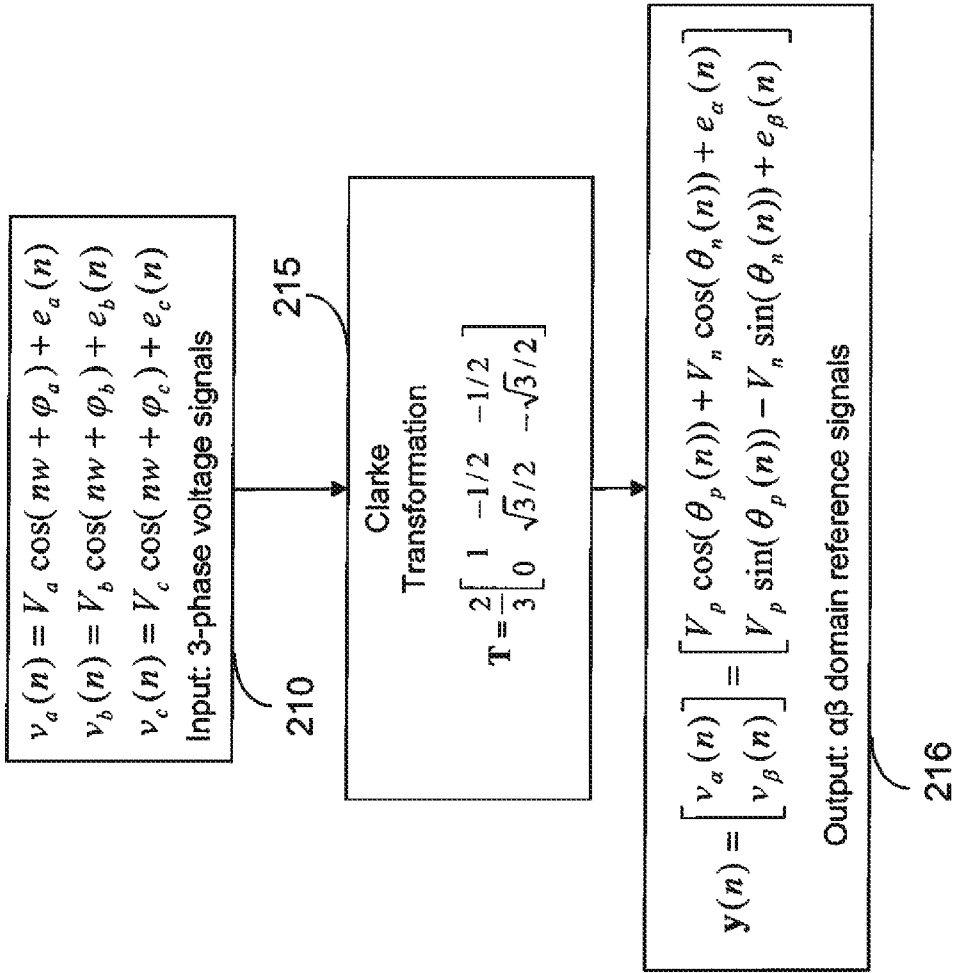 v_a(n) = V_a cos(nw + φ_a) + e_a(n)
v_b(n) = V_b cos(nw + φ_b) + e_b(n)
v_c(n) = V_c cos(nw + φ_c) + e_c(n)
Input: 3-phase voltage signals
210
215
Clarke
Transformation
T = 2/3 [1 −1/2 −1/2
0 √3/2 −√3/2]
y(n) = [v_α(n)
v_β(n)] = [V_p cos(θ_p(n)) + V_n cos(θ_n(n)) + e_α(n)
V_p sin(θ_p(n)) − V_n sin(θ_n(n)) + e_β(n)]
Output: αβ domain reference signals
216